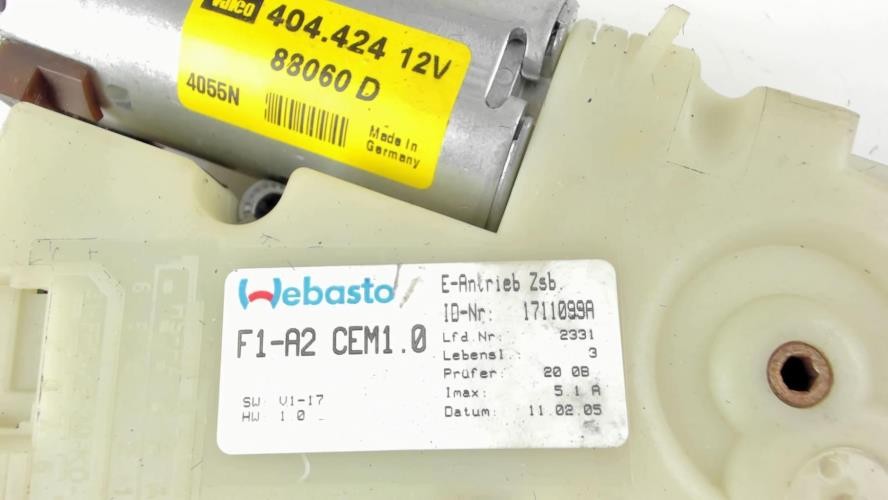 Valeo
404.424 12V
88060 D
4055N
Made In
Germany
Webasto
F1-A2 CEM1.0
SW: V1-17
HW: 1.0
E-Antrieb Zsb.
ID-Nr: 1711099A
Lfd.Nr: 2331
Lebensl.: 3
Prüfer: 20 08
Imax: 5.1 A
Datum: 11.02.05